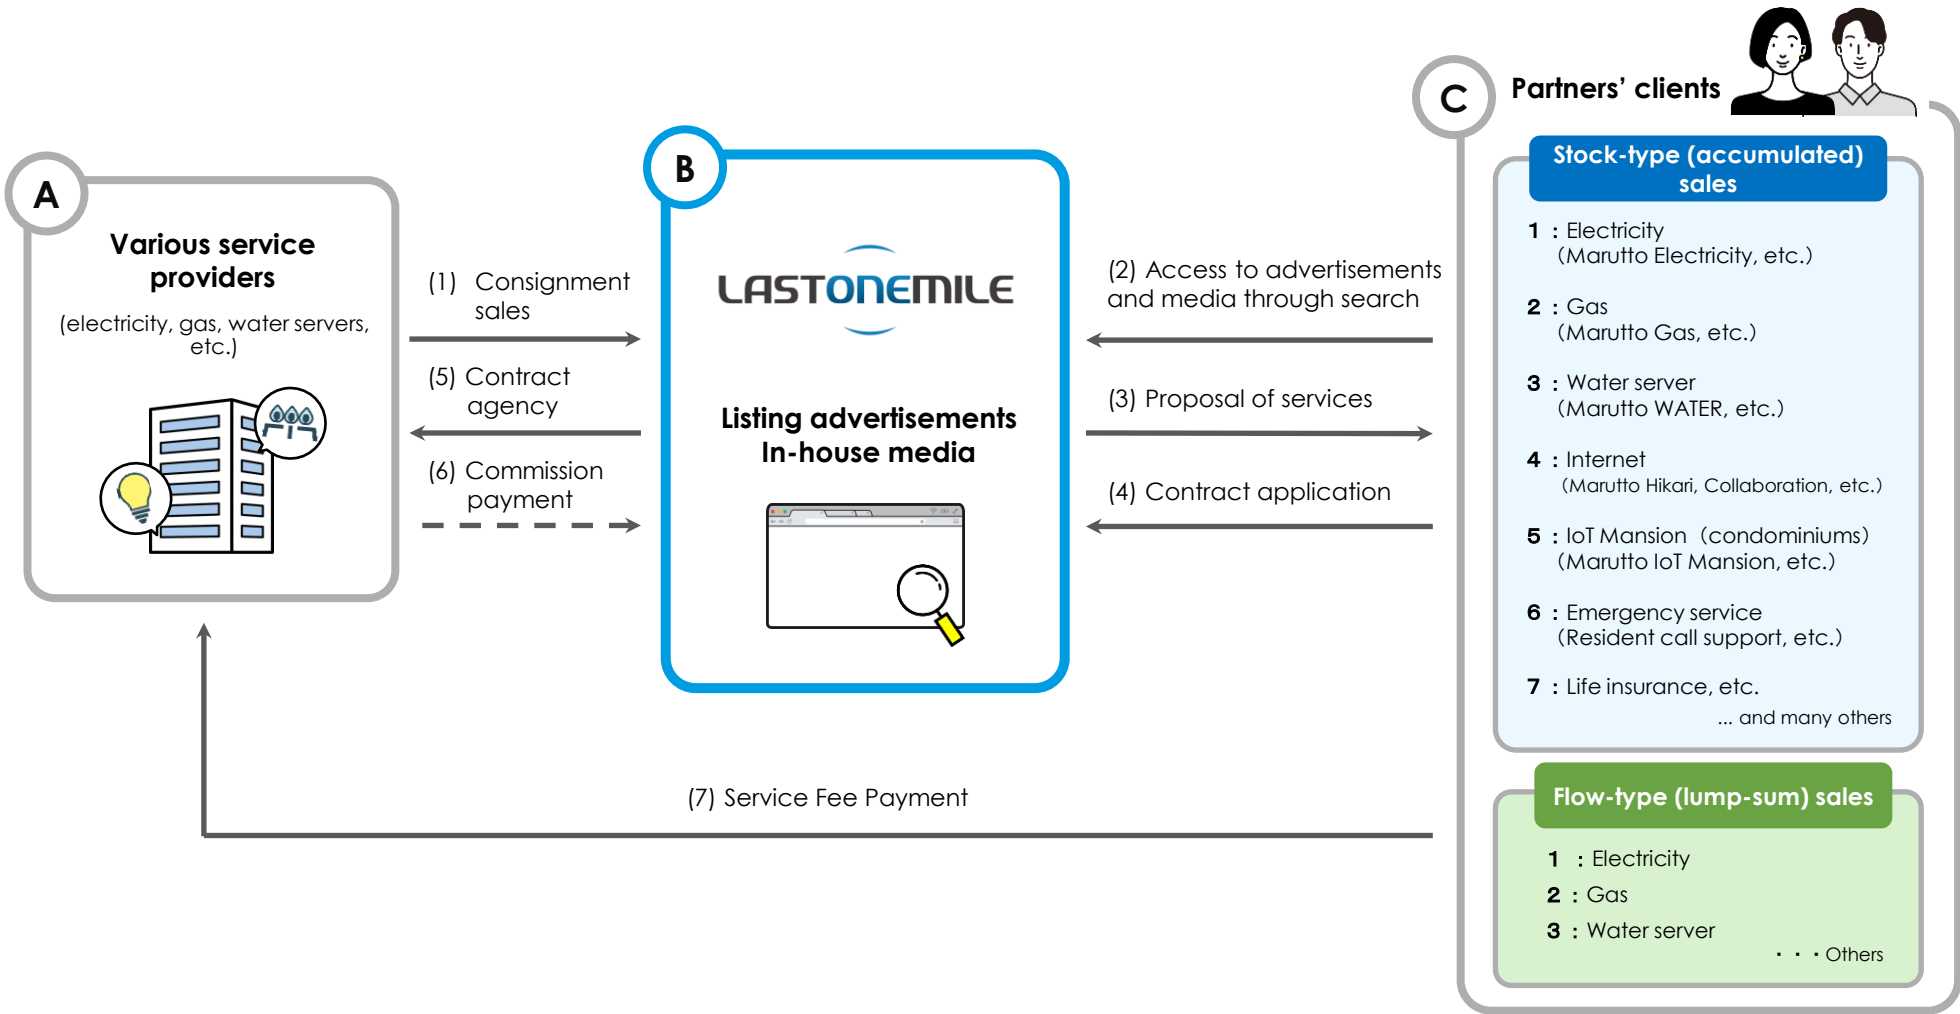 A
Various service
providers
(electricity, gas, water servers,
etc.)
(1) Consignment
sales
(5) Contract
agency
(6) Commission
payment
B
LASTONEMILE
Listing advertisements
In-house media
(2) Access to advertisements
and media through search
(3) Proposal of services
(4) Contract application
(7) Service Fee Payment
C
Partners’ clients
Stock-type (accumulated)
sales
1：Electricity
（Marutto Electricity, etc.）
2：Gas
（Marutto Gas, etc.）
3：Water server
（Marutto WATER, etc.）
4：Internet
（Marutto Hikari, Collaboration, etc.）
5：IoT Mansion（condominiums）
（Marutto IoT Mansion, etc.）
6：Emergency service
（Resident call support, etc.）
7：Life insurance, etc.
... and many others
Flow-type (lump-sum) sales
1 ：Electricity
2：Gas
3：Water server
・・・Others